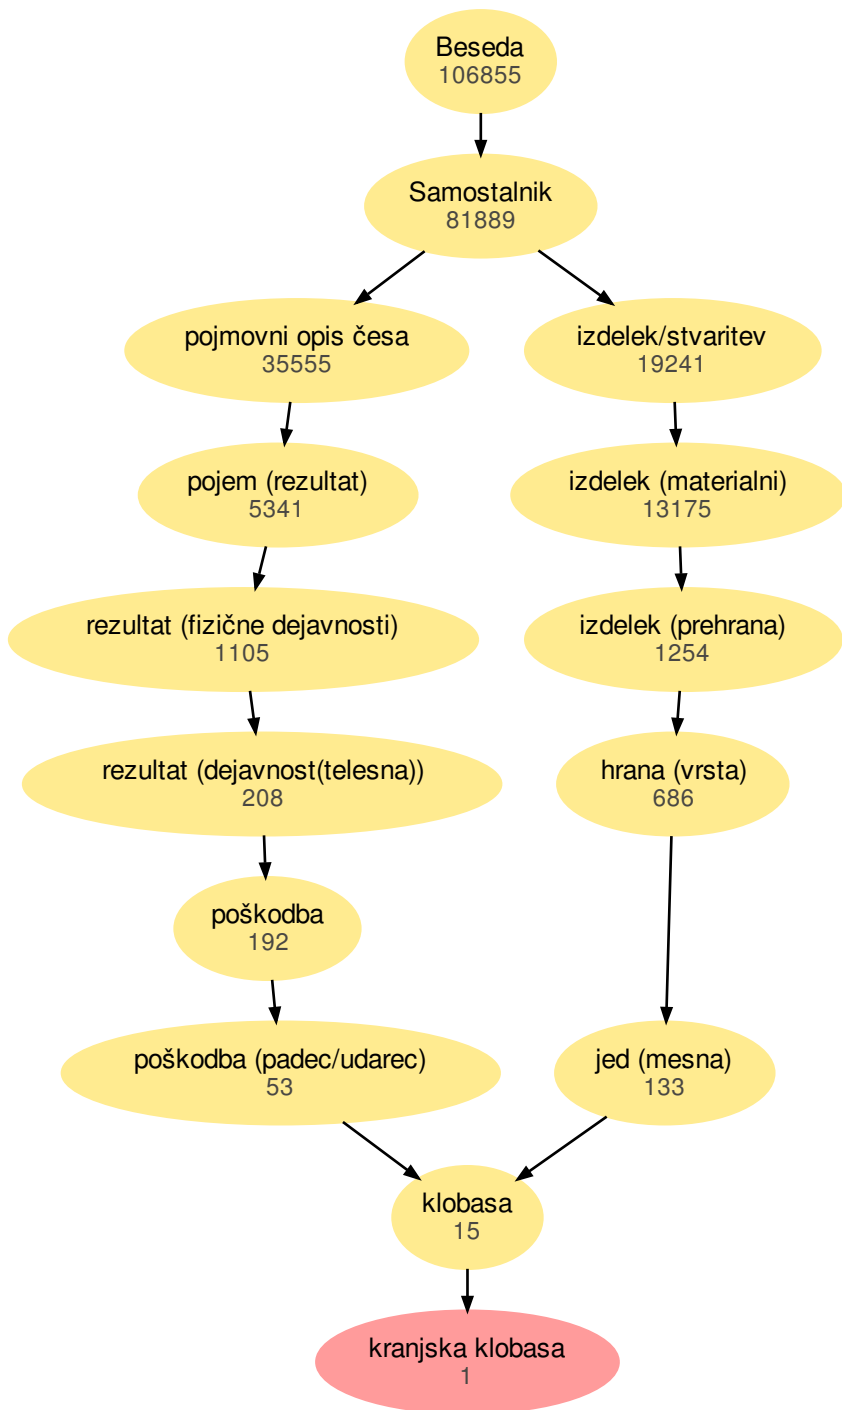 Beseda
106855
Samostalnik
81889
pojmovni opis česa
35555
izdelek/stvaritev
19241
pojem (rezultat)
5341
izdelek (materialni)
13175
rezultat (fizične dejavnosti)
1105
izdelek (prehrana)
1254
rezultat (dejavnost(telesna))
208
hrana (vrsta)
686
poškodba
192
poškodba (padec/udarec)
53
jed (mesna)
133
klobasa
15
kranjska klobasa
1